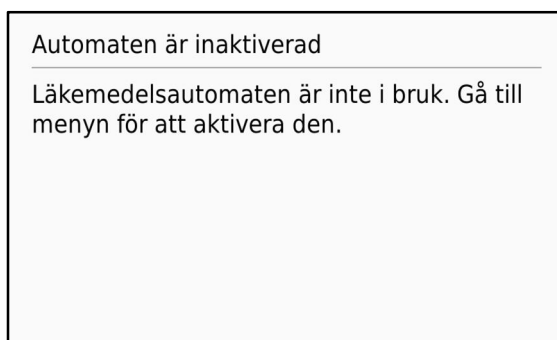 Automaten är inaktiverad
Läkemedelsautomaten är inte i bruk. Gå till
menyn för att aktivera den.